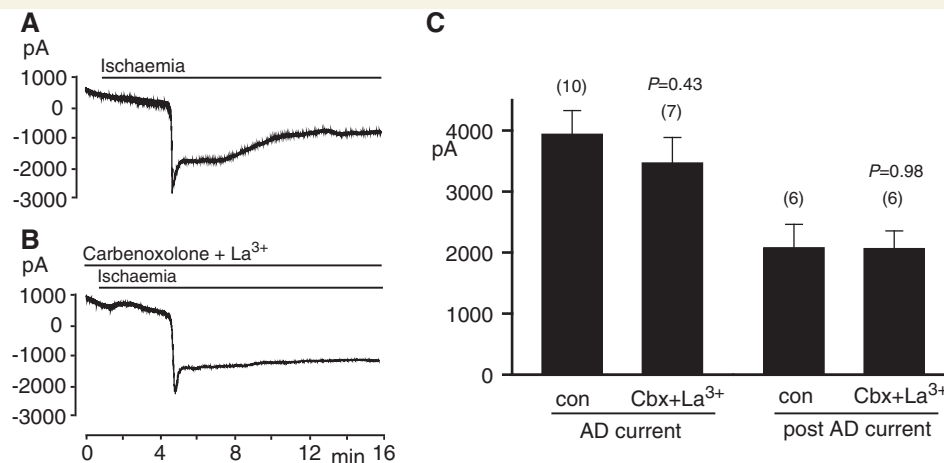 A
pA
Ischaemia
1000
0
-1000
-2000
-3000
B
Carbenoxolone + La³⁺
pA
Ischaemia
1000
0
-1000
-2000
-3000
0 4 8 12 min 16
C
P=0.43
(10) (7)
4000
pA
3000
P=0.98
(6) (6)
2000
1000
0
con Cbx+La³⁺ con Cbx+La³⁺
AD current post AD current